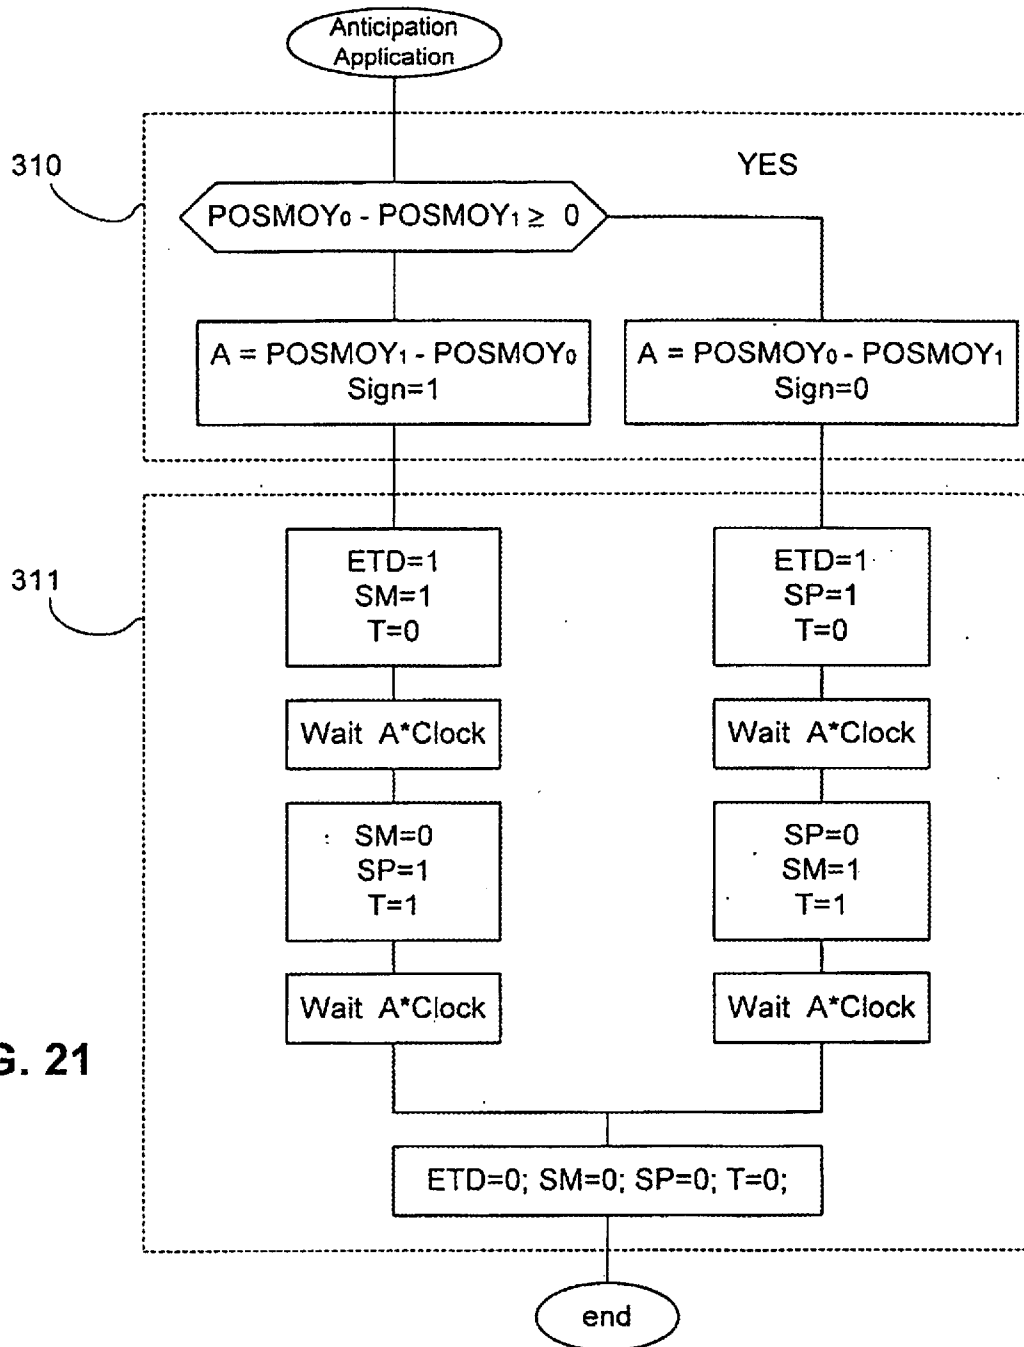 Anticipation
Application
310
YES
POSMOY₀ - POSMOY₁ ≥ 0
A = POSMOY₁ - POSMOY₀
Sign=1
A = POSMOY₀ - POSMOY₁
Sign=0
311
ETD=1
SM=1
T=0
ETD=1
SP=1
T=0
Wait A*Clock
Wait A*Clock
SM=0
SP=1
T=1
SP=0
SM=1
T=1
Wait A*Clock
Wait A*Clock
G. 21
ETD=0; SM=0; SP=0; T=0;
end